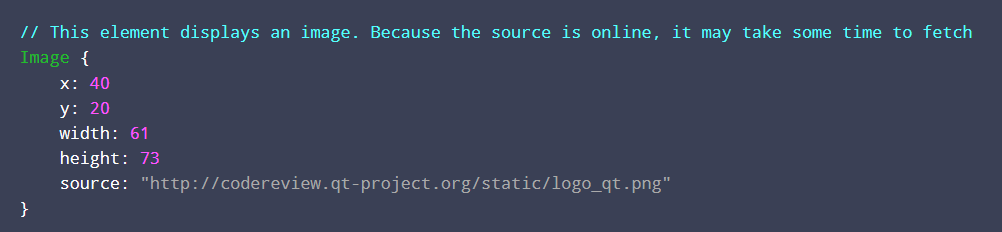 // This element displays an image. Because the source is online, it may take some time to fetch
Image {
    x: 40
    y: 20
    width: 61
    height: 73
    source: "http://codereview.qt-project.org/static/logo_qt.png"
}